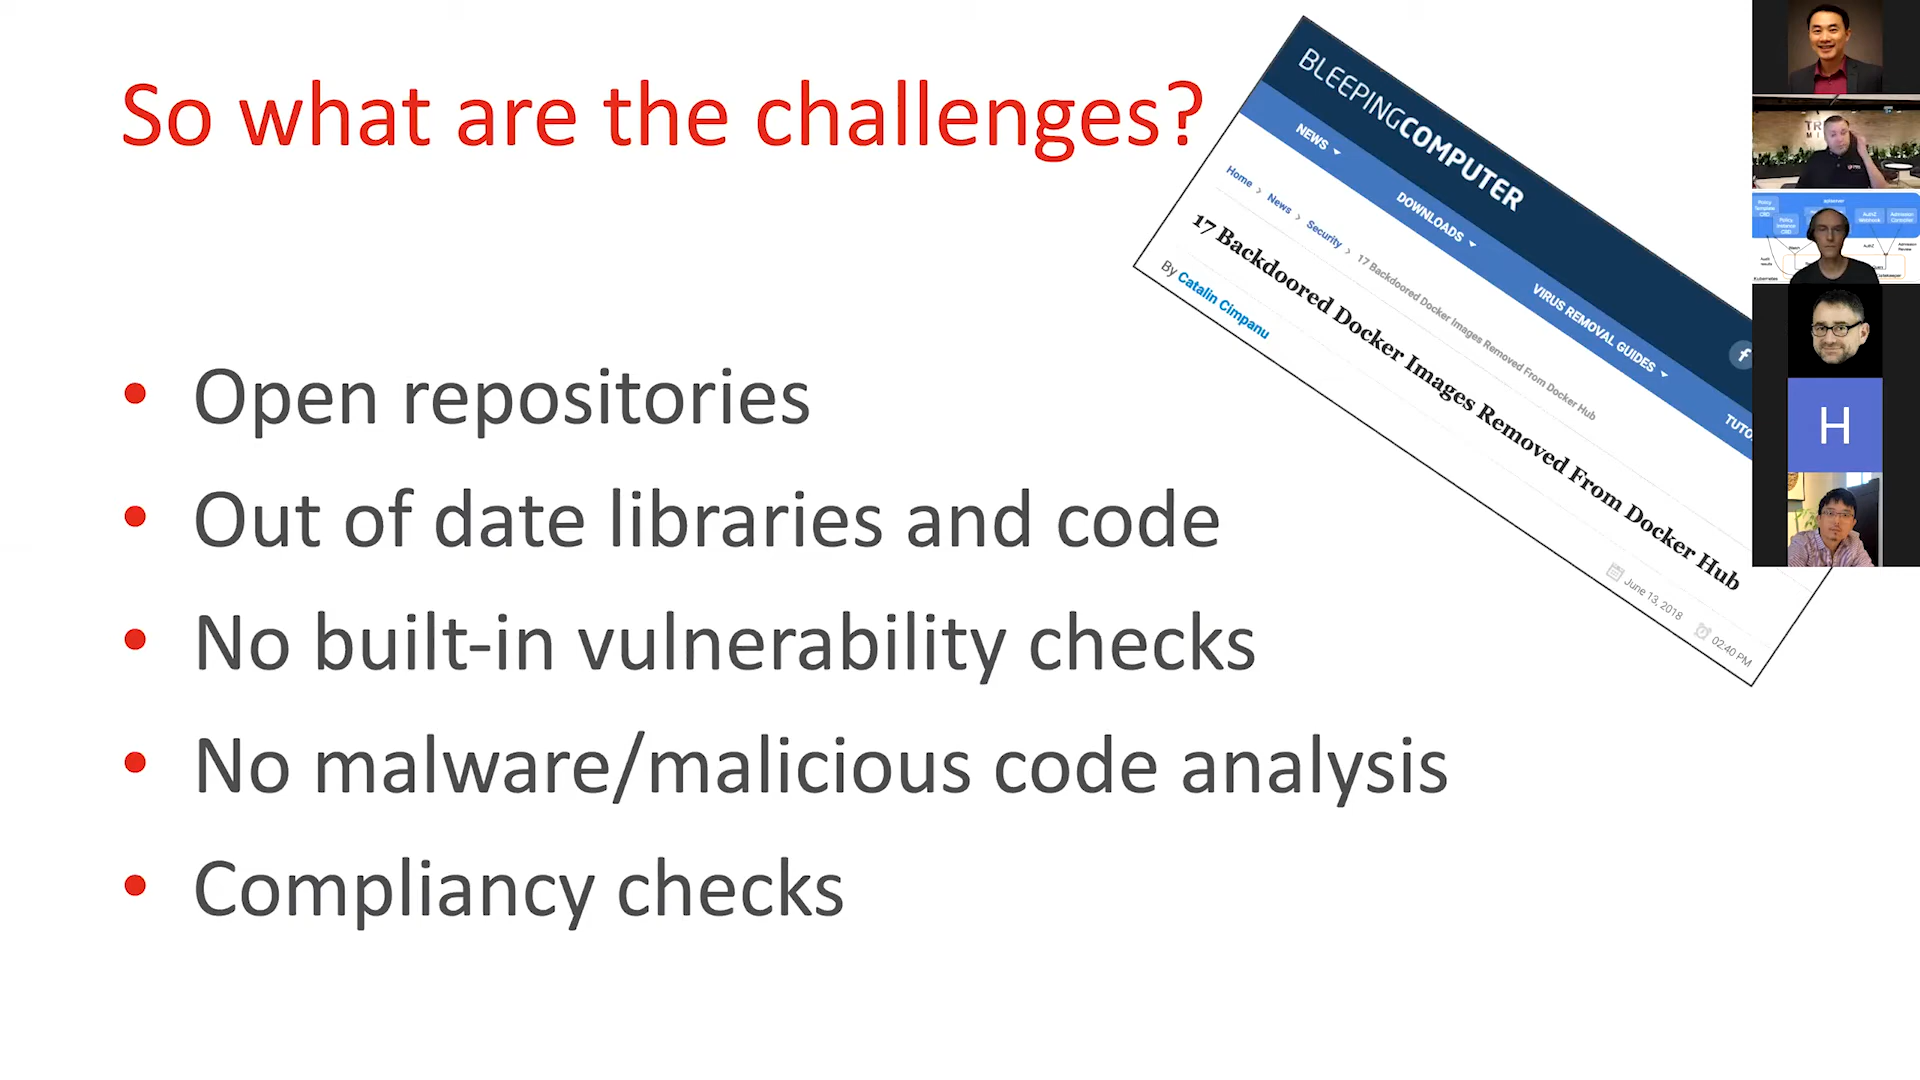 So what are the challenges?
Open repositories
Out of date libraries and code
No built-in vulnerability checks
No malware/malicious code analysis
Compliancy checks
BLEEPINGCOMPUTER
NEWS
DOWNLOADS
VIRUS REMOVAL GUIDES
TUTO
f
Home > News > Security > 17 Backdoored Docker Images Removed From Docker Hub
17 Backdoored Docker Images Removed From Docker Hub
By Catalin Cimpanu
June 13, 2018
02:40 PM
H